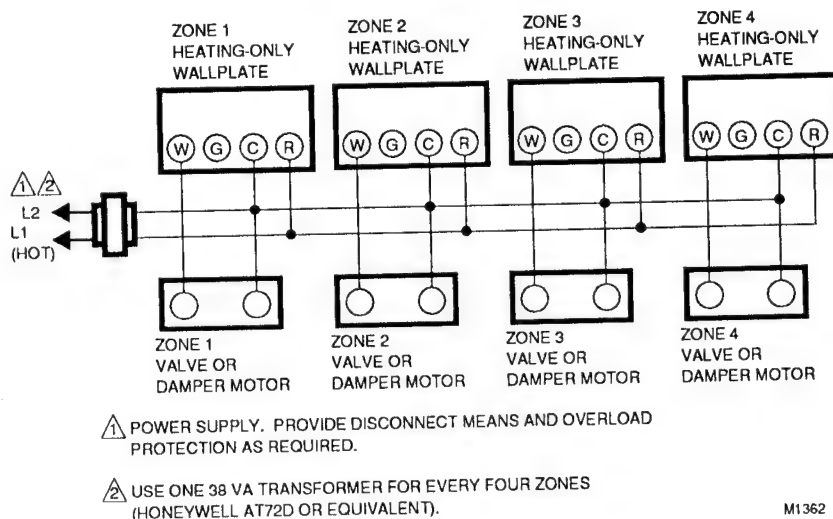 ZONE 1
HEATING-ONLY
WALLPLATE
ZONE 2
HEATING-ONLY
WALLPLATE
ZONE 3
HEATING-ONLY
WALLPLATE
ZONE 4
HEATING-ONLY
WALLPLATE
W G C R
W G C R
W G C R
W G C R
1 2
L2
L1
(HOT)
ZONE 1
VALVE OR
DAMPER MOTOR
ZONE 2
VALVE OR
DAMPER MOTOR
ZONE 3
VALVE OR
DAMPER MOTOR
ZONE 4
VALVE OR
DAMPER MOTOR
1 POWER SUPPLY. PROVIDE DISCONNECT MEANS AND OVERLOAD
PROTECTION AS REQUIRED.
2 USE ONE 38 VA TRANSFORMER FOR EVERY FOUR ZONES
(HONEYWELL AT72D OR EQUIVALENT).
M1362